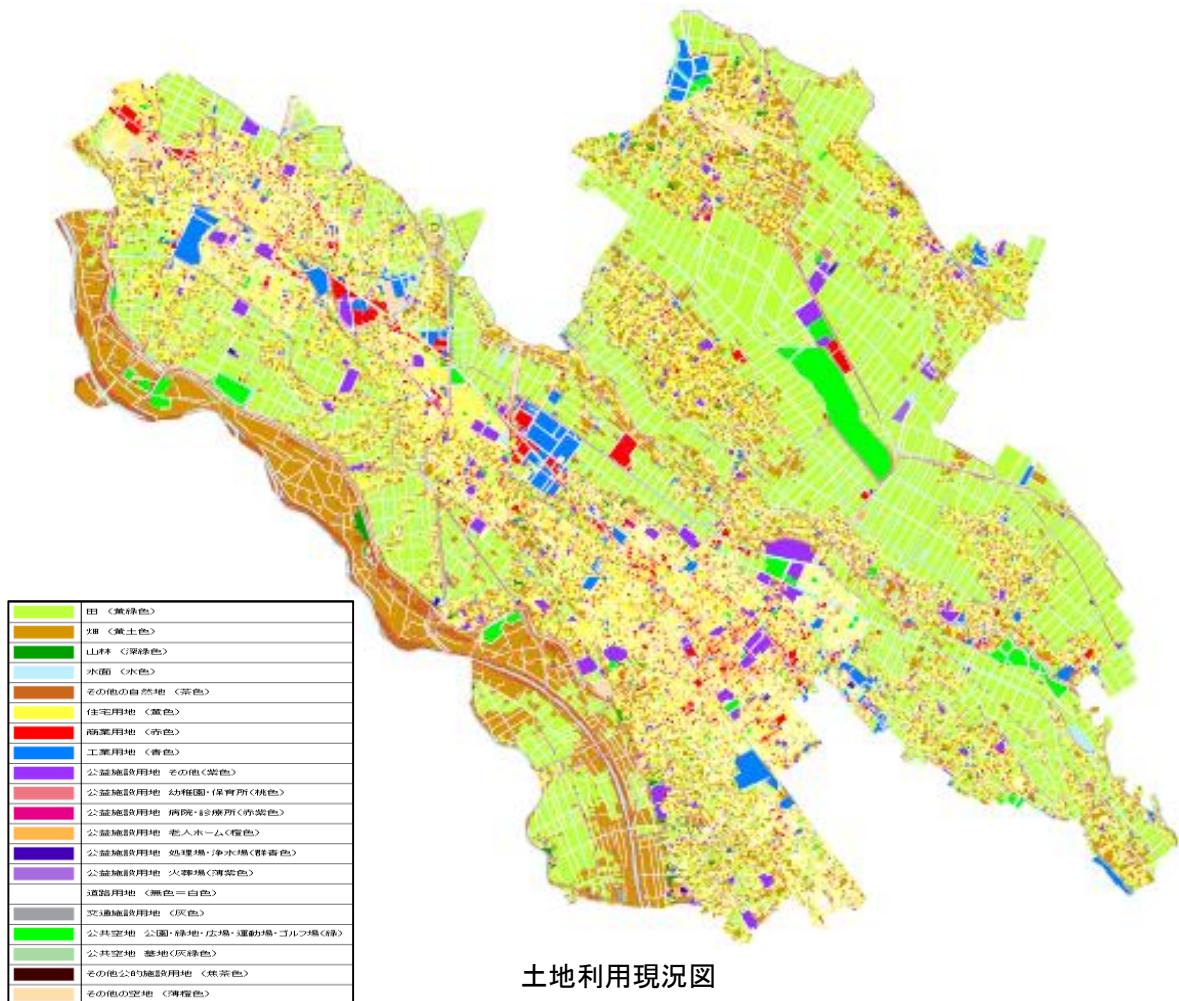 田 (黄緑色)
畑 (黄土色)
山林 (深緑色)
水面 (水色)
その他の自然地 (茶色)
住宅用地 (黄色)
商業用地 (赤色)
工業用地 (青色)
公益施設用地 その他(紫色)
公益施設用地 幼稚園・保育所(桃色)
公益施設用地 病院・診療所(赤紫色)
公益施設用地 老人ホーム(橙色)
公益施設用地 処理場・浄水場(群青色)
公益施設用地 火葬場(薄紫色)
道路用地 (無色=白色)
交通施設用地 (灰色)
公共空地 公園・緑地・広場・運動場・ゴルフ場(緑)
公共空地 墓地(灰緑色)
その他公的施設用地 (焦茶色)
その他の空地 (薄橙色)
土地利用現況図